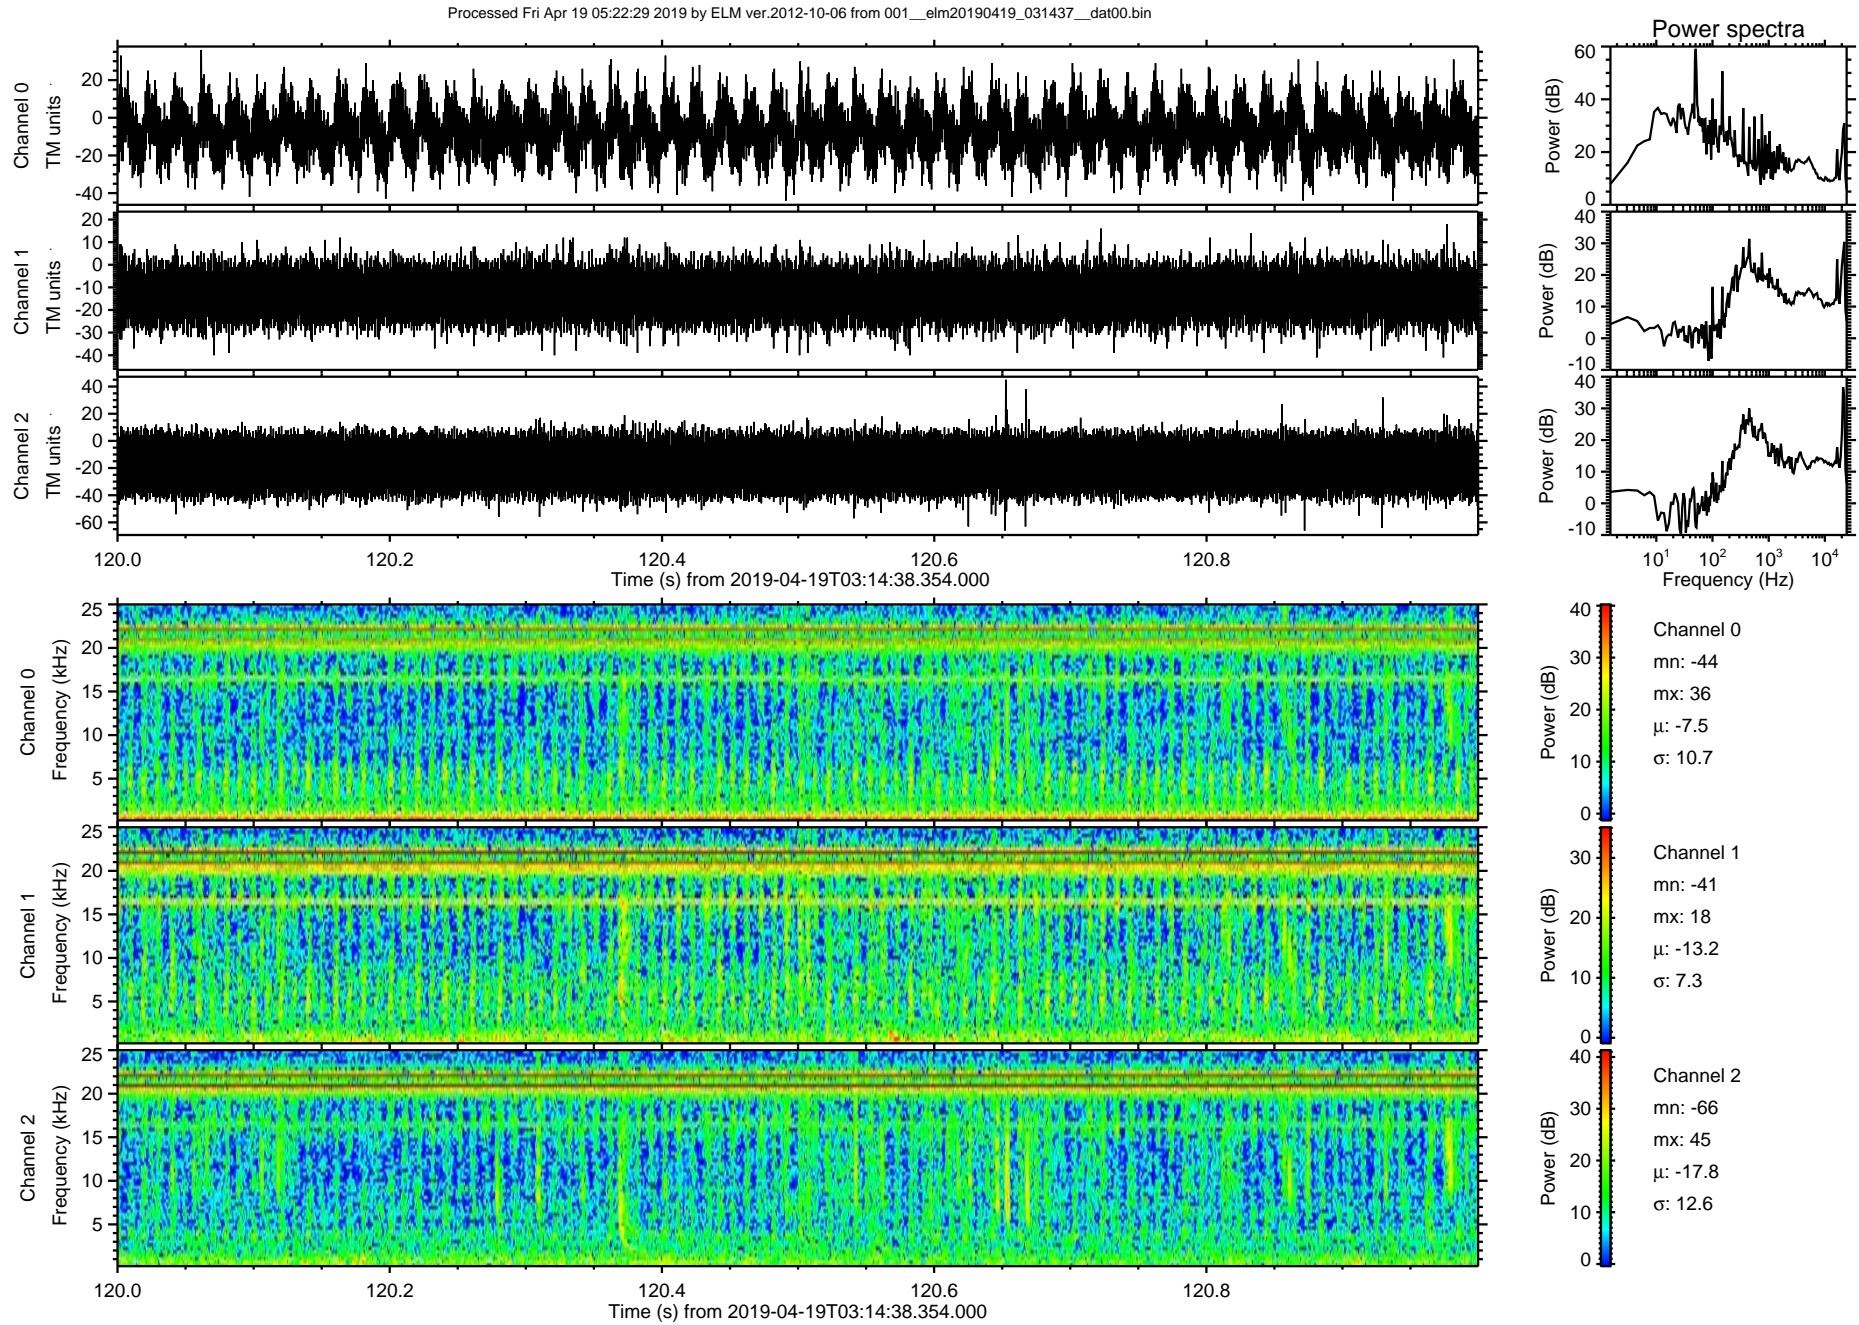 Processed Fri Apr 19 05:22:29 2019 by ELM ver.2012-10-06 from 001__elm20190419_031437__dat00.bin
Power spectra
Channel 0
TM units
20
0
-20
-40
Power (dB)
60
40
20
0
Channel 1
TM units
20
10
0
-10
-20
-30
-40
Power (dB)
40
30
20
10
0
-10
Channel 2
TM units
40
20
0
-20
-40
-60
Power (dB)
40
30
20
10
0
-10
120.0 120.2 120.4 120.6 120.8
Time (s) from 2019-04-19T03:14:38.354.000
10¹ 10² 10³ 10⁴
Frequency (Hz)
Channel 0
Frequency (kHz)
25
20
15
10
5
Power (dB)
40
30
20
10
0
Channel 0
mn: -44
mx: 36
μ: -7.5
σ: 10.7
Channel 1
Frequency (kHz)
25
20
15
10
5
Power (dB)
30
20
10
0
Channel 1
mn: -41
mx: 18
μ: -13.2
σ: 7.3
Channel 2
Frequency (kHz)
25
20
15
10
5
Power (dB)
40
30
20
10
0
Channel 2
mn: -66
mx: 45
μ: -17.8
σ: 12.6
120.0 120.2 120.4 120.6 120.8
Time (s) from 2019-04-19T03:14:38.354.000